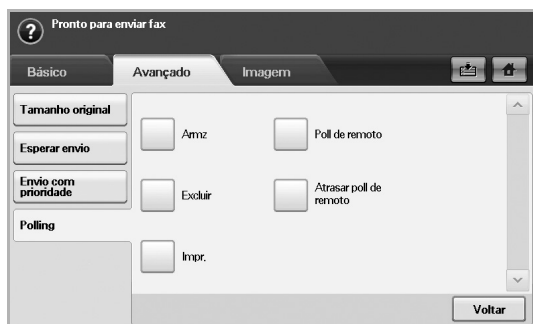 ? Pronto para enviar fax
Básico Avançado Imagem
Tamanho original
Esperar envio
Envio com
prioridade
Polling
Armz
Poll de remoto
Excluir
Atrasar poll de
remoto
Impr.
Voltar